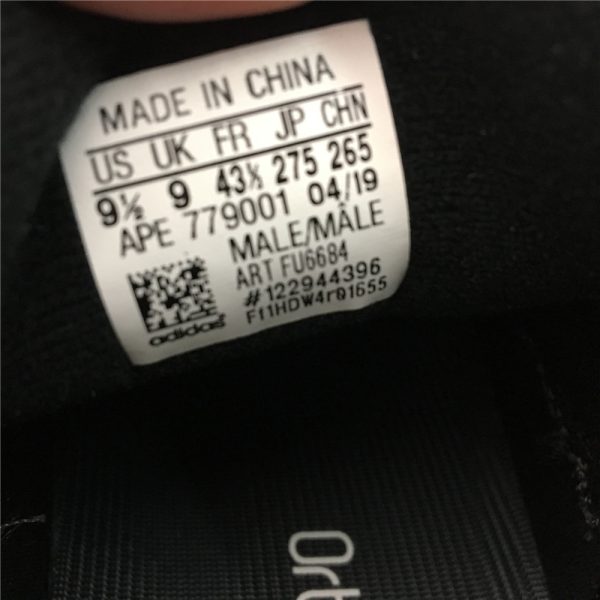 MADE IN CHINA
US UK FR JP CHN
9½ 9 43⅓ 275 265
APE 779001 04/19
MALE/MÂLE
ART FU6684
#122944396
F11HDW4r01655
adidas
Ort